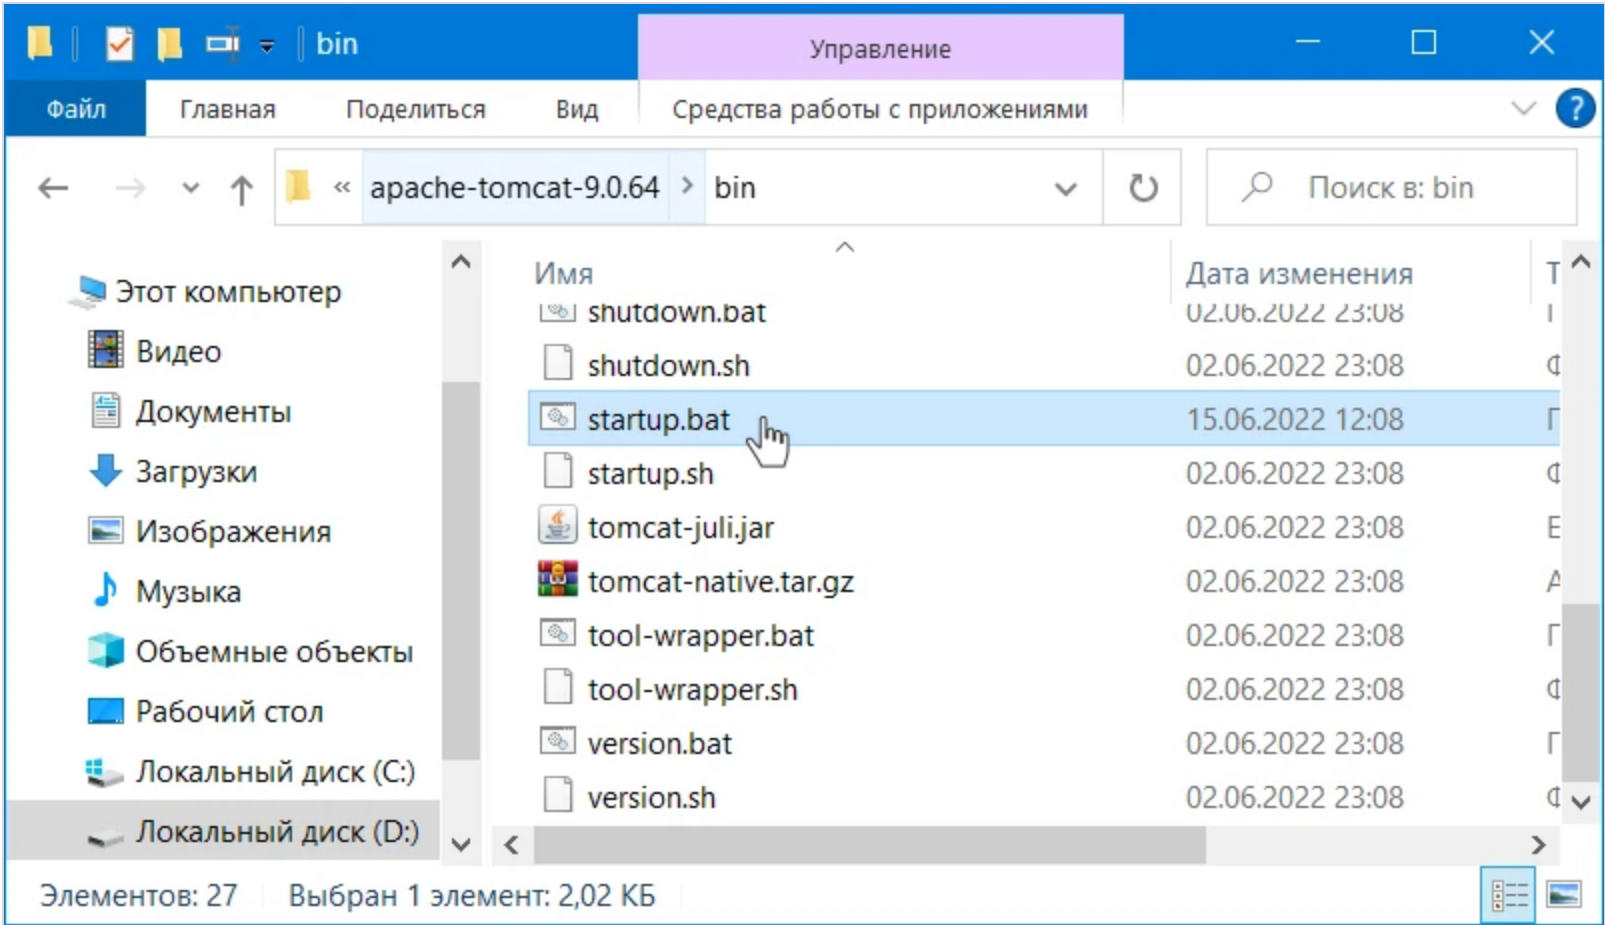 bin
Управление
Файл Главная Поделиться Вид Средства работы с приложениями
« apache-tomcat-9.0.64 > bin
Поиск в: bin
Этот компьютер
Видео
Документы
Загрузки
Изображения
Музыка
Объемные объекты
Рабочий стол
Локальный диск (C:)
Локальный диск (D:)
Имя Дата изменения Т
shutdown.bat 02.06.2022 23:08
shutdown.sh 02.06.2022 23:08
startup.bat 15.06.2022 12:08
startup.sh 02.06.2022 23:08
tomcat-juli.jar 02.06.2022 23:08
tomcat-native.tar.gz 02.06.2022 23:08
tool-wrapper.bat 02.06.2022 23:08
tool-wrapper.sh 02.06.2022 23:08
version.bat 02.06.2022 23:08
version.sh 02.06.2022 23:08
Элементов: 27 Выбран 1 элемент: 2,02 КБ